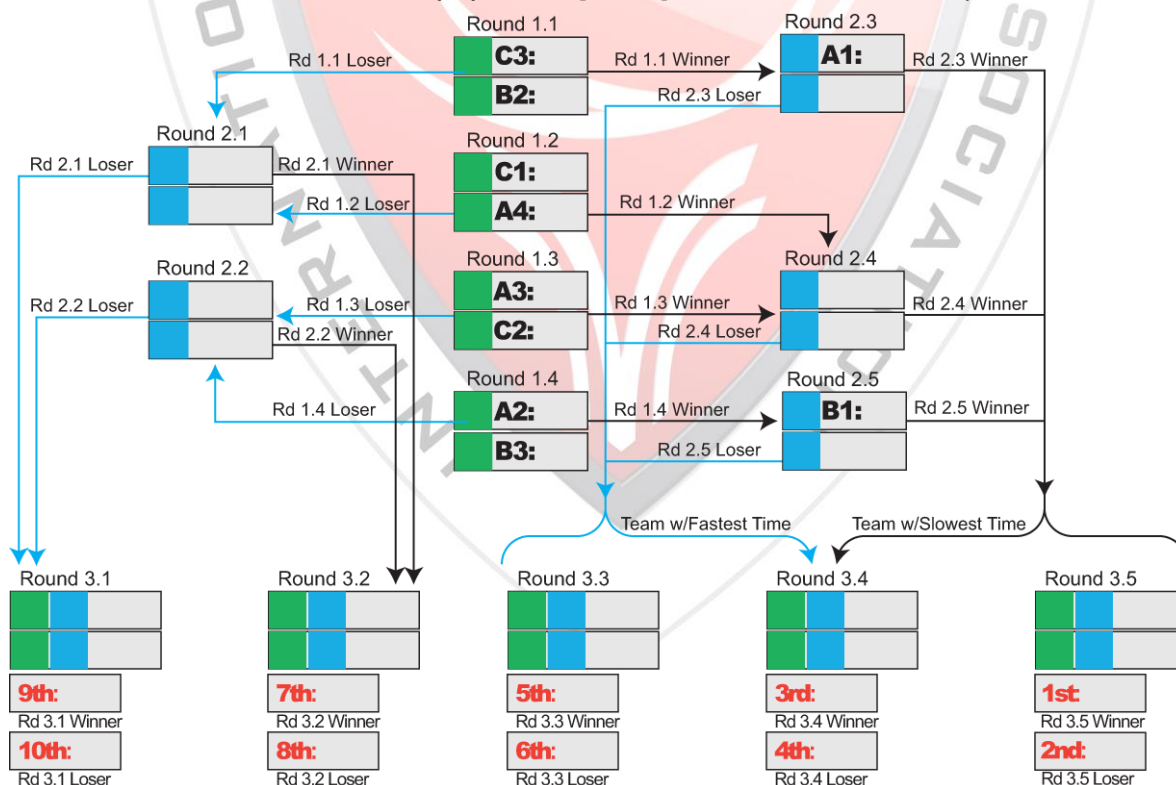 Round 1.1
Round 2.3
C3:
B2:
A1:
Rd 1.1 Loser
Rd 1.1 Winner
Rd 2.3 Winner
Rd 2.3 Loser
Round 2.1
Round 1.2
C1:
A4:
Rd 2.1 Loser
Rd 2.1 Winner
Rd 1.2 Loser
Rd 1.2 Winner
Round 2.2
Round 1.3
Round 2.4
A3:
C2:
Rd 2.2 Loser
Rd 1.3 Loser
Rd 1.3 Winner
Rd 2.4 Winner
Rd 2.2 Winner
Rd 2.4 Loser
Round 1.4
Round 2.5
A2:
B3:
B1:
Rd 1.4 Loser
Rd 1.4 Winner
Rd 2.5 Winner
Rd 2.5 Loser
Team w/Fastest Time
Team w/Slowest Time
Round 3.1
Round 3.2
Round 3.3
Round 3.4
Round 3.5
9th:
7th:
5th:
3rd:
1st:
Rd 3.1 Winner
Rd 3.2 Winner
Rd 3.3 Winner
Rd 3.4 Winner
Rd 3.5 Winner
10th:
8th:
6th:
4th:
2nd:
Rd 3.1 Loser
Rd 3.2 Loser
Rd 3.3 Loser
Rd 3.4 Loser
Rd 3.5 Loser